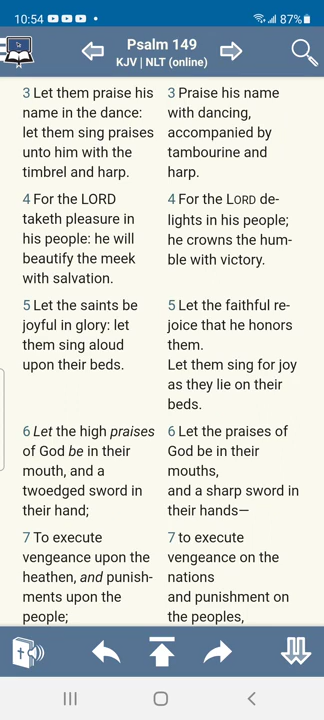 10:54
87%
Psalm 149
KJV | NLT (online)
3 Let them praise his
name in the dance:
let them sing praises
unto him with the
timbrel and harp.
3 Praise his name
with dancing,
accompanied by
tambourine and
harp.
4 For the LORD
taketh pleasure in
his people: he will
beautify the meek
with salvation.
4 For the LORD de-
lights in his people;
he crowns the hum-
ble with victory.
5 Let the saints be
joyful in glory: let
them sing aloud
upon their beds.
5 Let the faithful re-
joice that he honors
them.
Let them sing for joy
as they lie on their
beds.
6 Let the high praises
of God be in their
mouth, and a
twoedged sword in
their hand;
6 Let the praises of
God be in their
mouths,
and a sharp sword in
their hands—
7 To execute
vengeance upon the
heathen, and punish-
ments upon the
people;
7 to execute
vengeance on the
nations
and punishment on
the peoples,